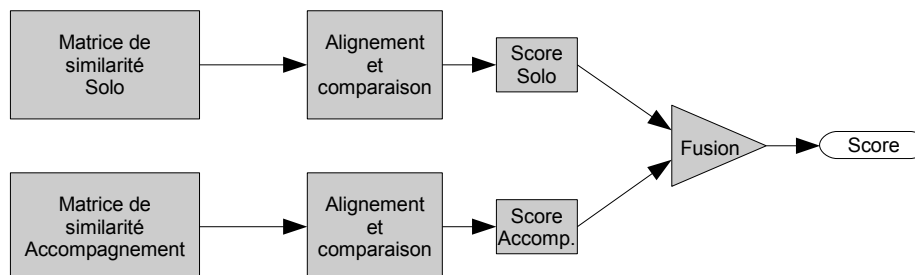 Matrice de
similarité
Solo
Alignement
et
comparaison
Score
Solo
Fusion
Score
Matrice de
similarité
Accompagnement
Alignement
et
comparaison
Score
Accomp.